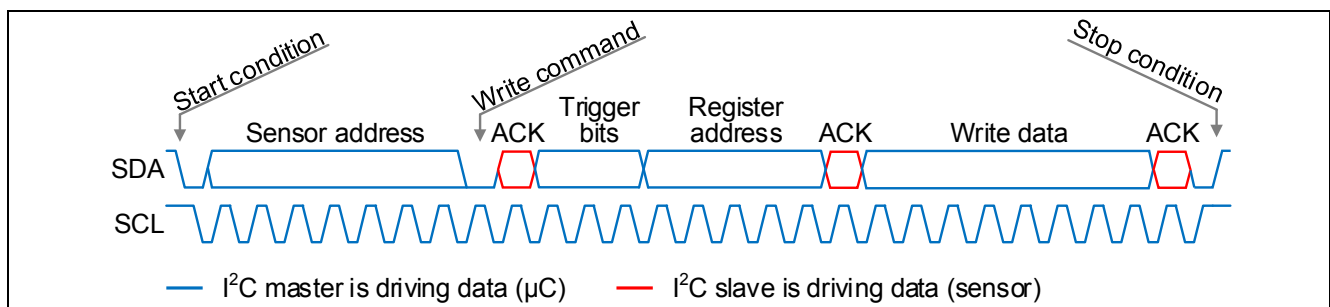 Start condition
Write command
Stop condition
Sensor address
ACK
Trigger
bits
Register
address
ACK
Write data
ACK
SDA
SCL
I²C master is driving data (µC)
I²C slave is driving data (sensor)